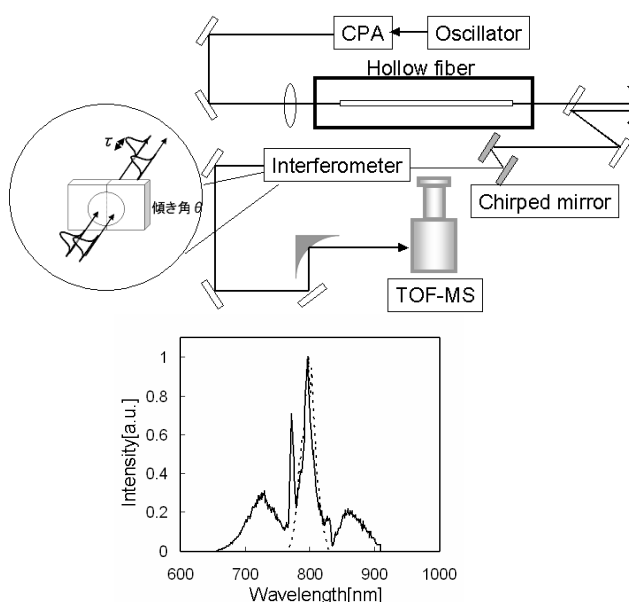 CPA
Oscillator
Hollow fiber
τ
Interferometer
傾き角θ
Chirped mirror
TOF-MS
1
0.8
0.6
0.4
0.2
0
Intensity[a.u.]
600 700 800 900 1000
Wavelength[nm]